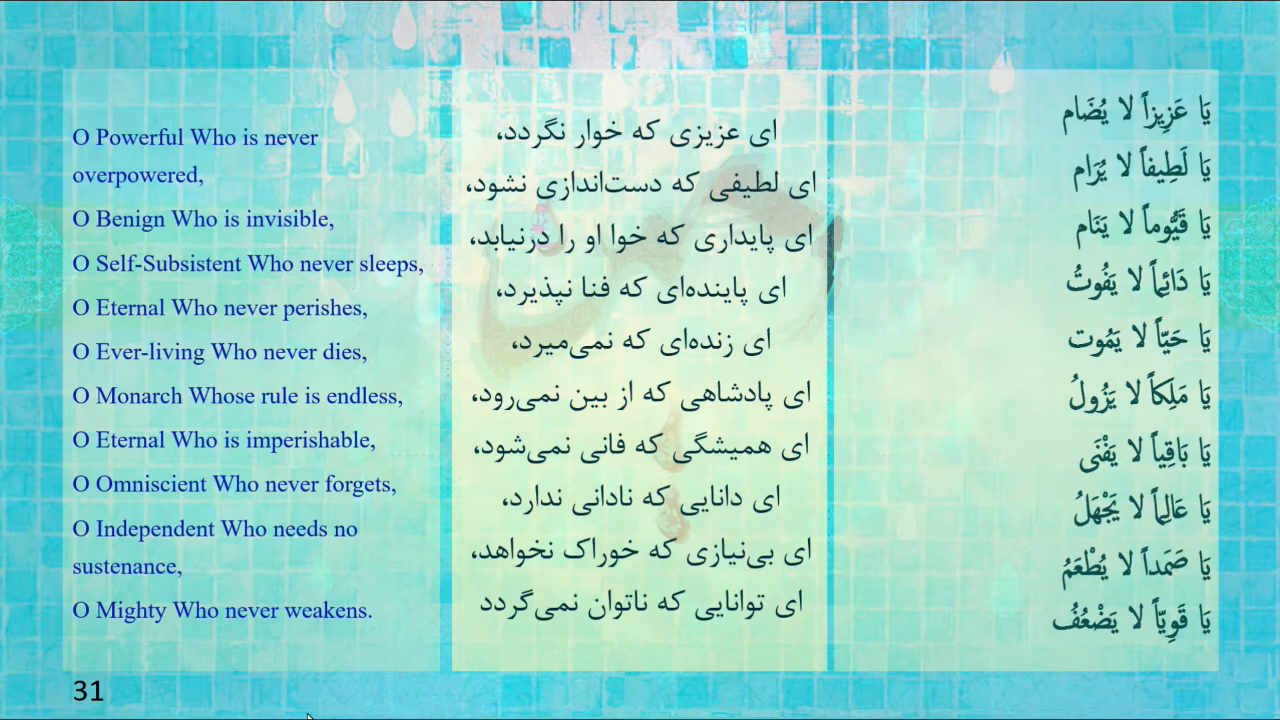 O Powerful Who is never
overpowered,
O Benign Who is invisible,
O Self-Subsistent Who never sleeps,
O Eternal Who never perishes,
O Ever-living Who never dies,
O Monarch Whose rule is endless,
O Eternal Who is imperishable,
O Omniscient Who never forgets,
O Independent Who needs no
sustenance,
O Mighty Who never weakens.
ای عزیزی که خوار نگردد،
ای لطیفی که دست‌اندازی نشود،
ای پایداری که خوا او را درنیابد،
ای پاینده‌ای که فنا نپذیرد،
ای زنده‌ای که نمی‌میرد،
ای پادشاهی که از بین نمی‌رود،
ای همیشگی که فانی نمی‌شود،
ای دانایی که نادانی ندارد،
ای بی‌نیازی که خوراک نخواهد،
ای توانایی که ناتوان نمی‌گردد
يَا عَزِيزاً لا يُضَام
يَا لَطِيفاً لا يُرَام
يَا قَيُّوماً لا يَنَام
يَا دَائِماً لا يَفُوتُ
يَا حَيّاً لا يَمُوت
يَا مَلِكاً لا يَزُولُ
يَا بَاقِياً لا يَفْنَى
يَا عَالِماً لا يَجْهَلُ
يَا صَمَداً لا يُطْعَمُ
يَا قَوِيّاً لا يَضْعُفُ
31